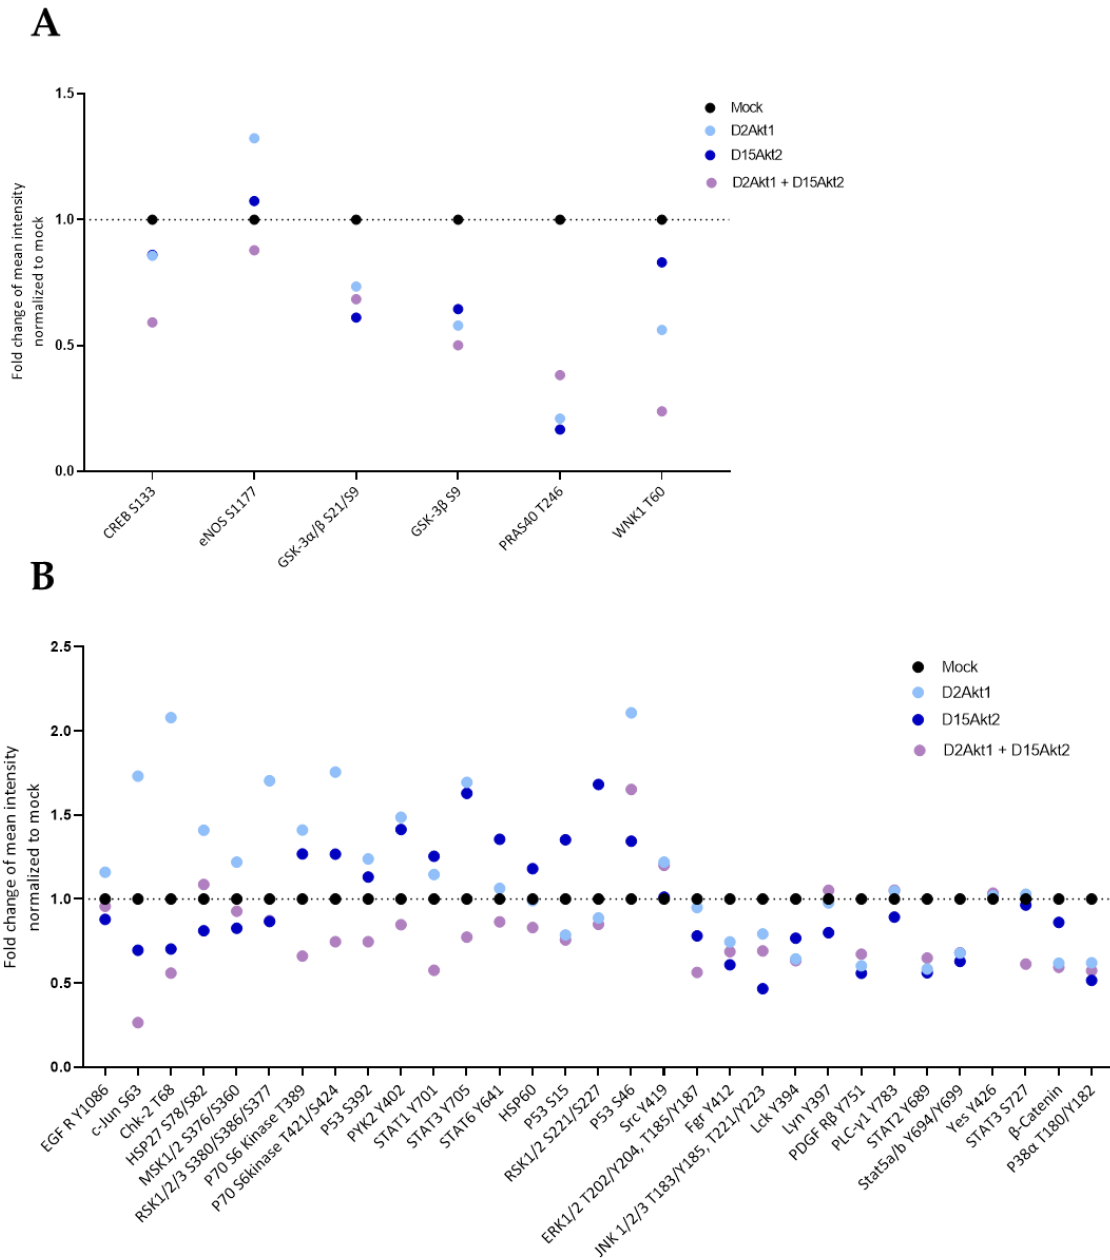 A
1.5
1.0
0.5
0.0
Fold change of mean intensity
normalized to mock
Mock
D2Akt1
D15Akt2
D2Akt1 + D15Akt2
CREB S133
eNOS S1177
GSK-3α/β S21/S9
GSK-3β S9
PRAS40 T246
WNK1 T60
B
2.5
2.0
1.5
1.0
0.5
0.0
Fold change of mean intensity
normalized to mock
Mock
D2Akt1
D15Akt2
D2Akt1 + D15Akt2
EGF R Y1086
c-Jun S63
Chk-2 T68
HSP27 S78/S82
MSK1/2 S376/S360
RSK1/2/3 S380/S386/S377
P70 S6 Kinase T389
P70 S6kinase T421/S424
P53 S392
PYK2 Y402
STAT1 Y701
STAT3 Y705
STAT6 Y641
HSP60
P53 S15
RSK1/2 S221/S227
P53 S46
Src Y419
ERK1/2 T202/Y204, T185/Y187
Fgr Y412
JNK 1/2/3 T183/Y185, T221/Y223
Lck Y394
Lyn Y397
PDGF Rβ Y751
PLC-γ1 Y783
STAT2 Y689
Stat5a/b Y694/Y699
Yes Y426
STAT3 S727
β-Catenin
P38α T180/Y182